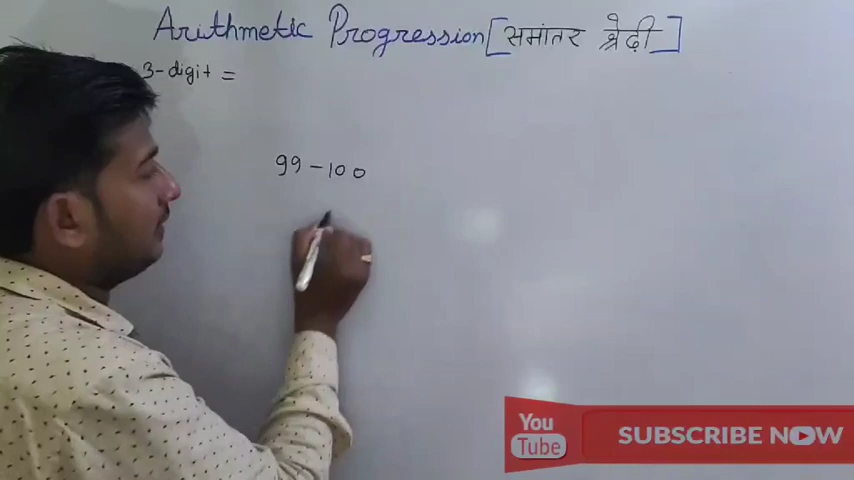 Arithmetic Progression [समांतर श्रेढ़ी]
3-digit =
99-100
You
Tube
SUBSCRIBE NOW